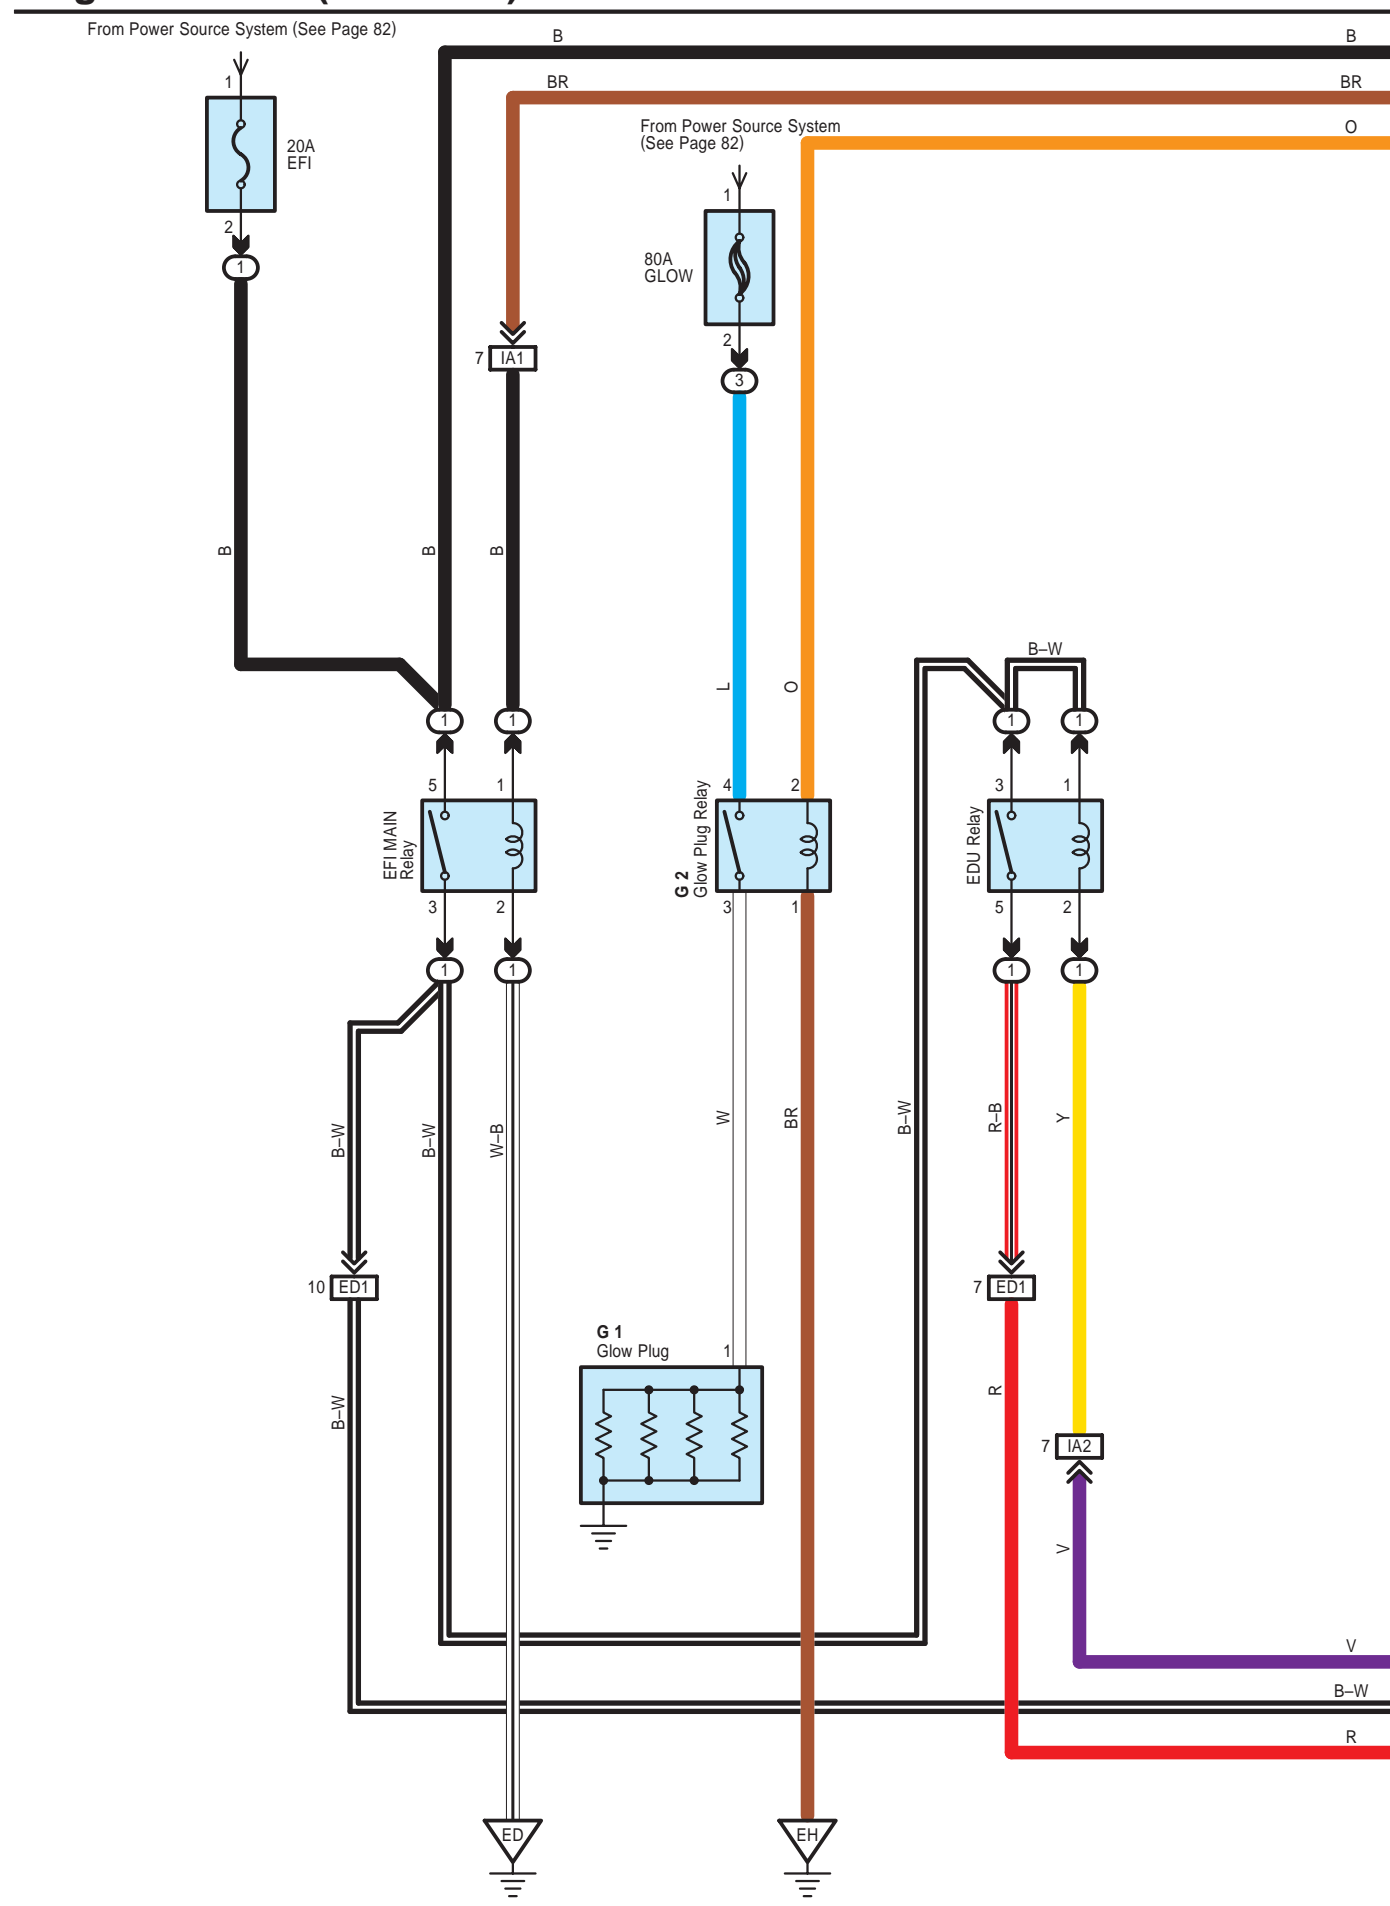 From Power Source System (See Page 82)
B
B
BR
BR
From Power Source System
(See Page 82)
O
1
20A
EFI
2
1
1
80A
GLOW
2
3
7 IA1
B
B
B
L
O
B–W
1
1
1
1
5
1
4
2
3
1
EFI MAIN
Relay
G 2
Glow Plug Relay
EDU Relay
3
2
3
1
5
2
1
1
1
1
B–W
B–W
W–B
W
BR
B–W
R–B
Y
10 ED1
7 ED1
G 1
Glow Plug
1
B–W
R
7 IA2
V
V
B–W
R
ED
EH